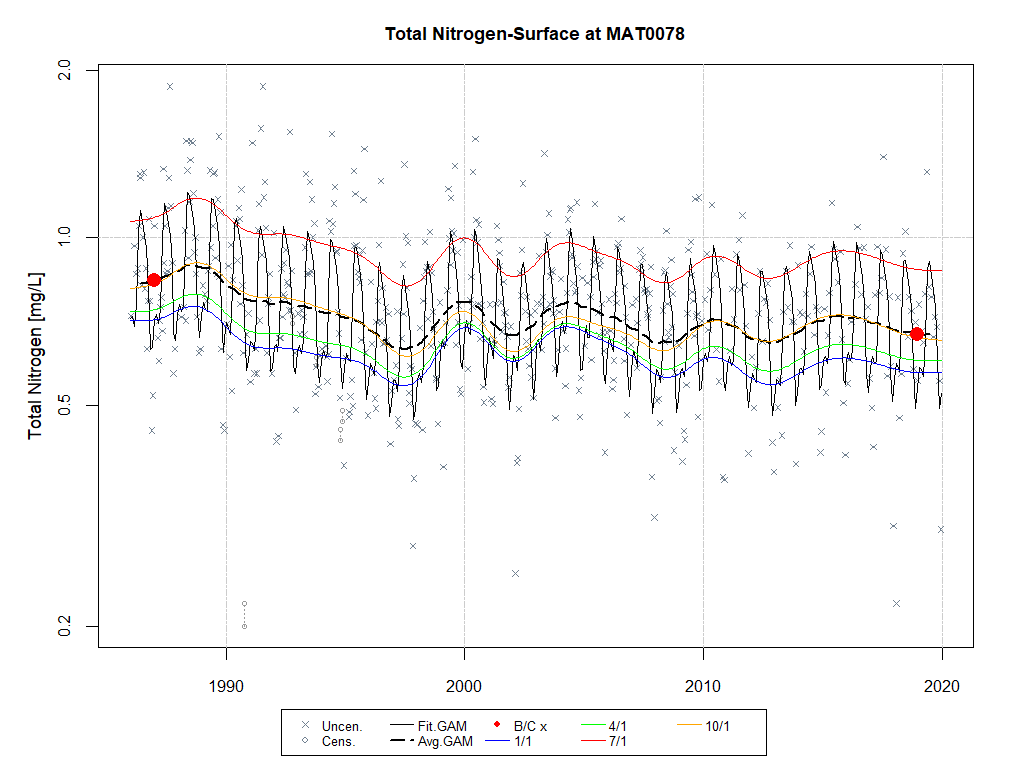 Total Nitrogen-Surface at MAT0078
Total Nitrogen [mg/L]
2.0
1.0
0.5
0.2
1990 2000 2010 2020
Uncen. Fit.GAM B/C x 4/1 10/1
Cens. Avg.GAM 1/1 7/1